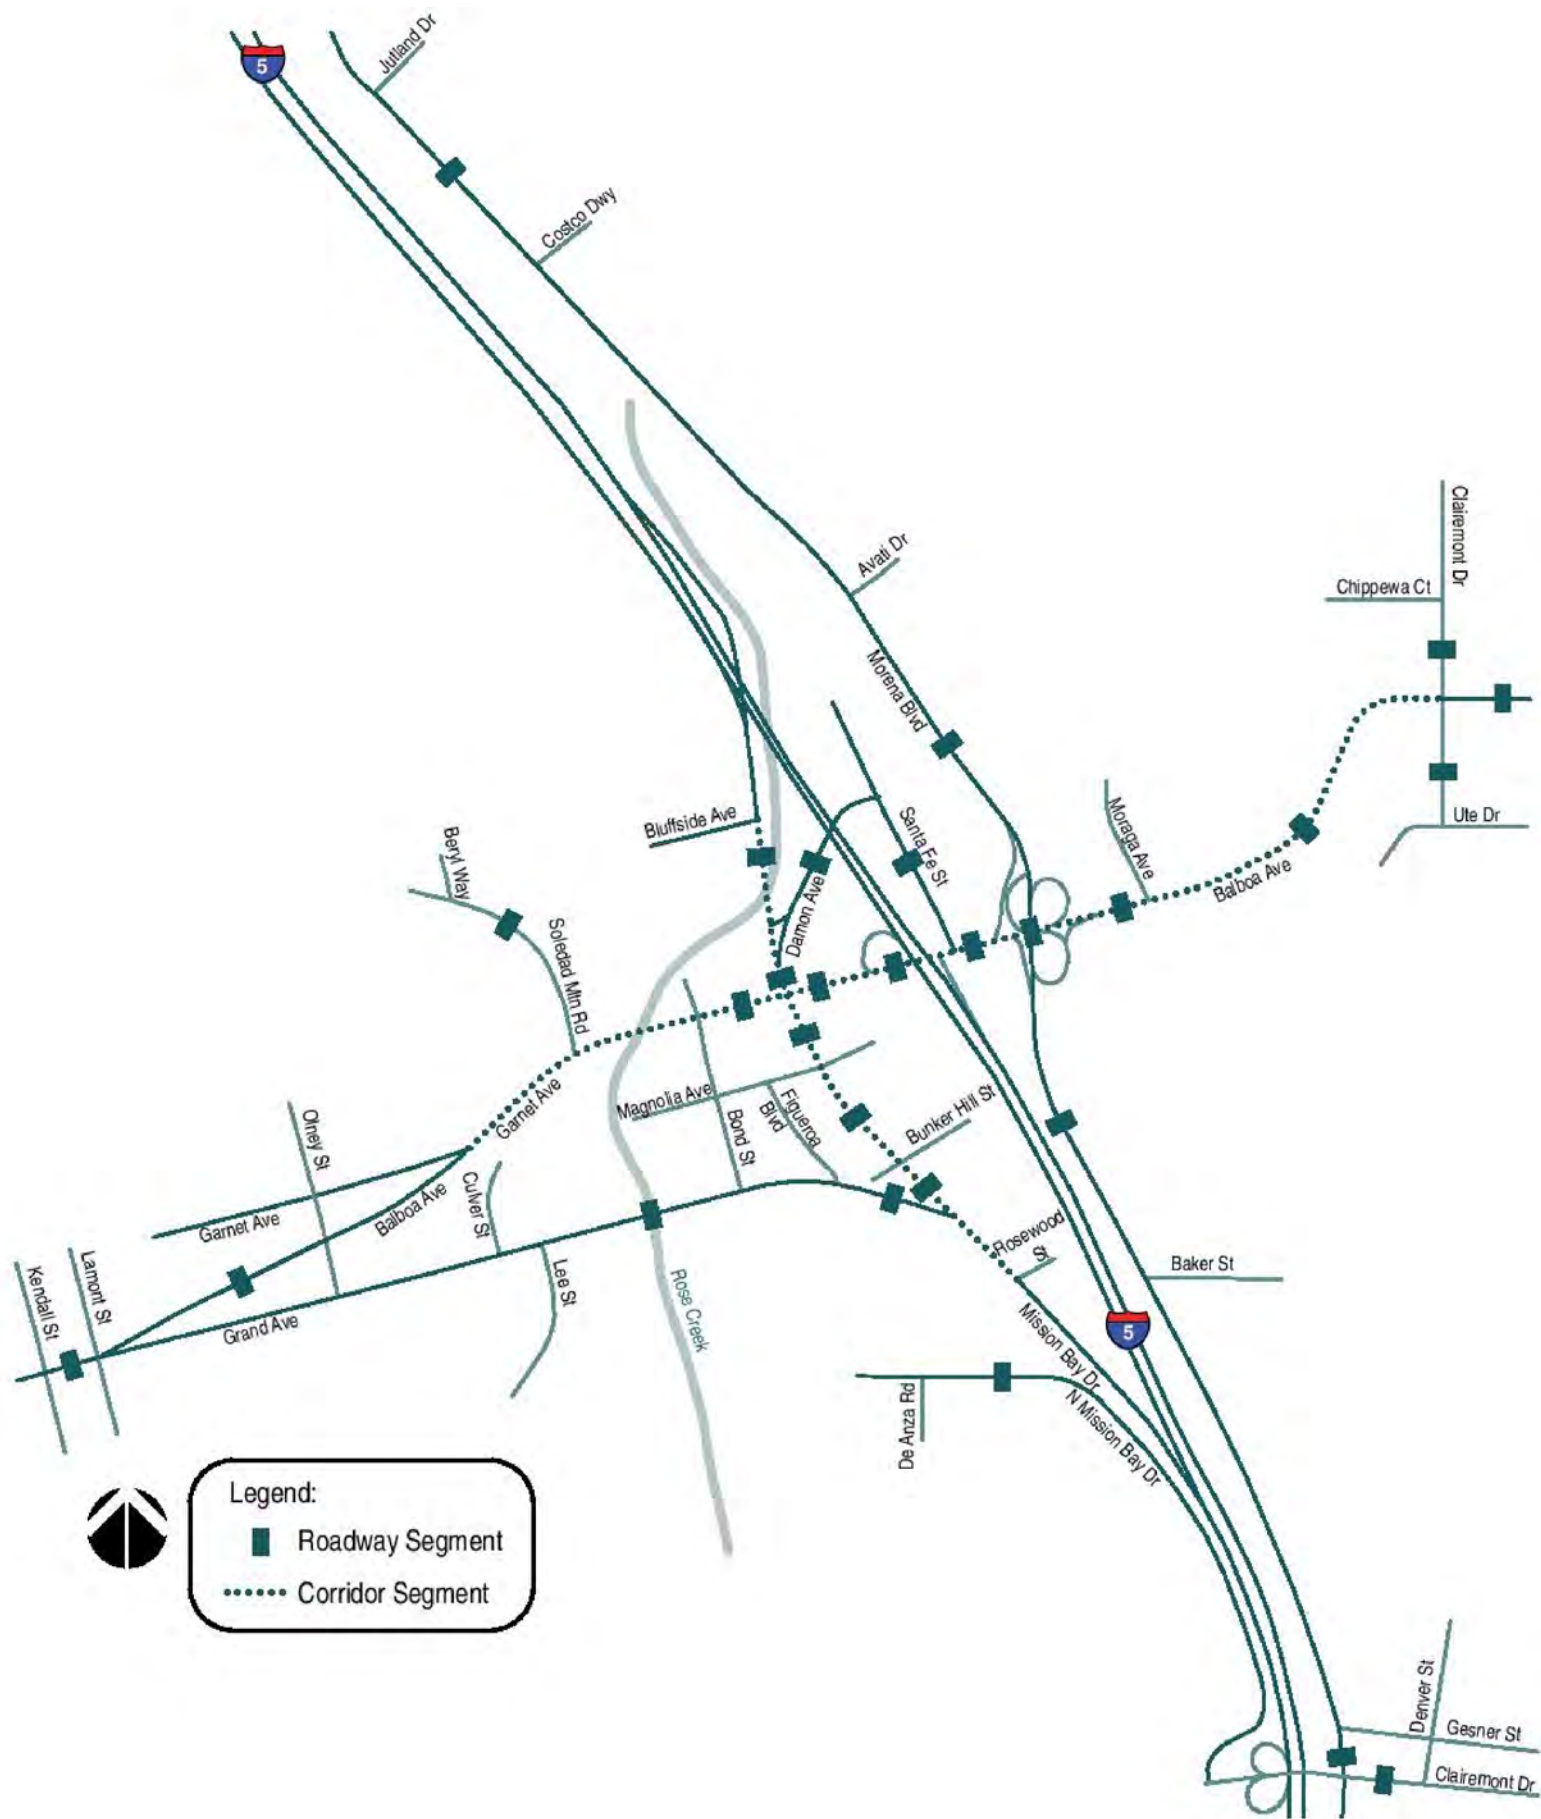 Jutland Dr
5
Costco Dwy
Clairemont Dr
Avati Dr
Chippewa Ct
Morena Blvd
Moraga Ave
Santa Fe St
Bluffside Ave
Ute Dr
Beryl Way
Balboa Ave
Damon Ave
Soledad Mtn Rd
Magnolia Ave
Figueroa
Blvd
Bunker Hill St
Garnet Ave
Olney St
Bond St
Culver St
Balboa Ave
Garnet Ave
Rosewood
St
Lamont St
Kendall St
Lee St
Rose Creek
Baker St
Grand Ave
5
Mission Bay Dr
De Anza Rd
N Mission Bay Dr
Legend:
Roadway Segment
Corridor Segment
Denver St
Gesner St
Clairemont Dr